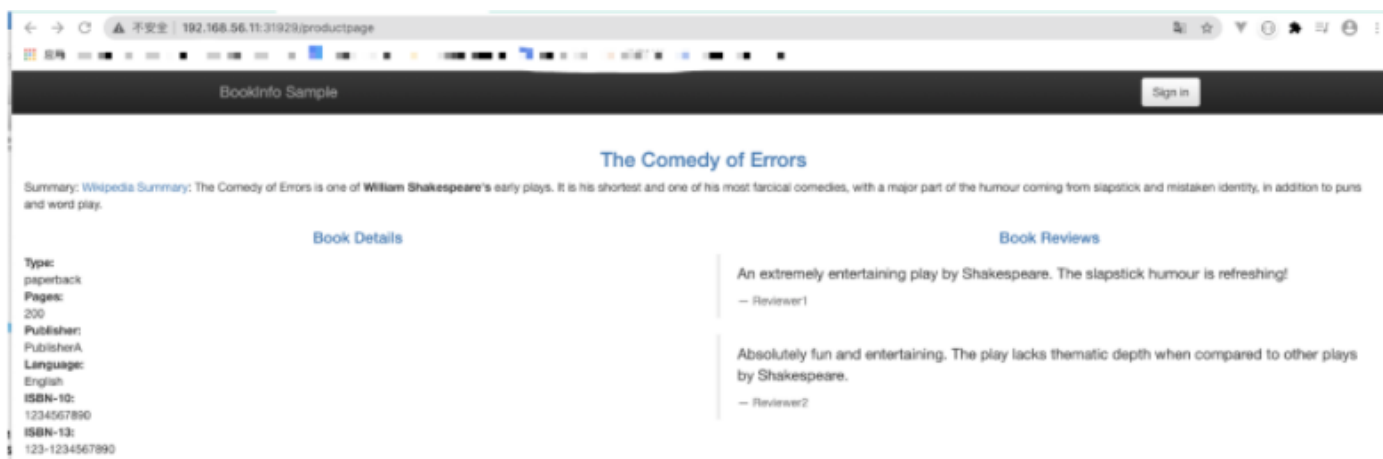 不安全 192.168.56.11:31929/productpage
应用
BookInfo Sample
Sign in
The Comedy of Errors
Summary: Wikipedia Summary: The Comedy of Errors is one of William Shakespeare's early plays. It is his shortest and one of his most farcical comedies, with a major part of the humour coming from slapstick and mistaken identity, in addition to puns
and word play.
Book Details
Type:
paperback
Pages:
200
Publisher:
PublisherA
Language:
English
ISBN-10:
1234567890
ISBN-13:
123-1234567890
Book Reviews
An extremely entertaining play by Shakespeare. The slapstick humour is refreshing!
— Reviewer1
Absolutely fun and entertaining. The play lacks thematic depth when compared to other plays
by Shakespeare.
— Reviewer2